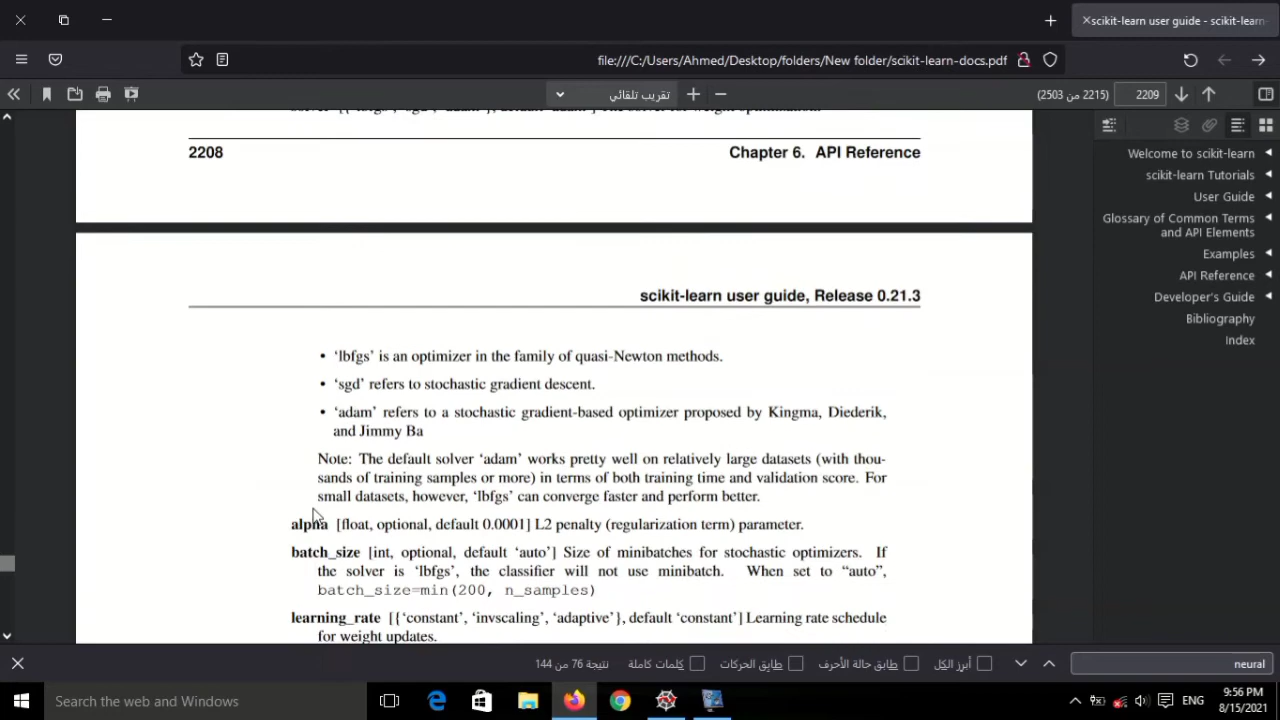 scikit-learn user guide - scikit-learn-
file:///C:/Users/Ahmed/Desktop/folders/New folder/scikit-learn-docs.pdf
تقريب تلقائي
(2215 من 2503)
2209
2208
Chapter 6. API Reference
scikit-learn user guide, Release 0.21.3
• ‘lbfgs’ is an optimizer in the family of quasi-Newton methods.
• ‘sgd’ refers to stochastic gradient descent.
• ‘adam’ refers to a stochastic gradient-based optimizer proposed by Kingma, Diederik,
and Jimmy Ba
Note: The default solver ‘adam’ works pretty well on relatively large datasets (with thou-
sands of training samples or more) in terms of both training time and validation score. For
small datasets, however, ‘lbfgs’ can converge faster and perform better.
alpha [float, optional, default 0.0001] L2 penalty (regularization term) parameter.
batch_size [int, optional, default ‘auto’] Size of minibatches for stochastic optimizers. If
the solver is ‘lbfgs’, the classifier will not use minibatch. When set to “auto”,
batch_size=min(200, n_samples)
learning_rate [{‘constant’, ‘invscaling’, ‘adaptive’}, default ‘constant’] Learning rate schedule
for weight updates.
Welcome to scikit-learn
scikit-learn Tutorials
User Guide
Glossary of Common Terms
and API Elements
Examples
API Reference
Developer's Guide
Bibliography
Index
neural
أبرز الكل
طابق حالة الأحرف
طابق الحركات
كلمات كاملة
نتيجة 76 من 144
Search the web and Windows
ENG
9:56 PM
8/15/2021